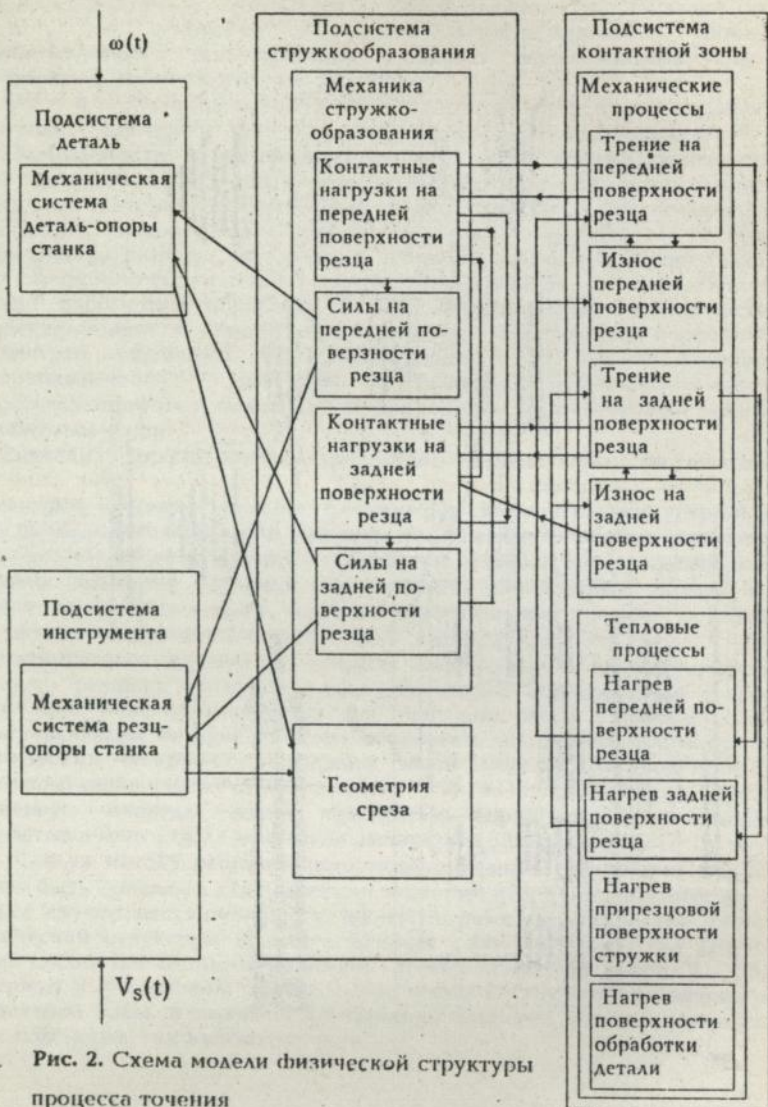 ω(t)
Подсистема
деталь
Механическая
система
деталь-опоры
станка
Подсистема
инструмента
Механическая
система резц-
опоры станка
V_S(t)
Подсистема
стружкообразования
Механика
стружко-
образования
Контактные
нагрузки на
передней
поверхности
резца
Силы на
передней по-
верзности
резца
Контактные
нагрузки на
задней
поверхности
резца
Силы на
задней по-
верхности
резца
Геометрия
среза
Подсистема
контактной зоны
Механические
процессы
Трение на
передней
поверхности
резца
Износ
передней
поверхности
резца
Трение
на задней
поверхности
резца
Износ на
задней
поверхности
резца
Тепловые
процессы
Нагрев
передней по-
верхности
резца
Нагрев задней
поверхности
резца
Нагрев
прирезцовой
поверхности
стружки
Нагрев
поверхности
обработки
детали
Рис. 2. Схема модели физической структуры
процесса точения